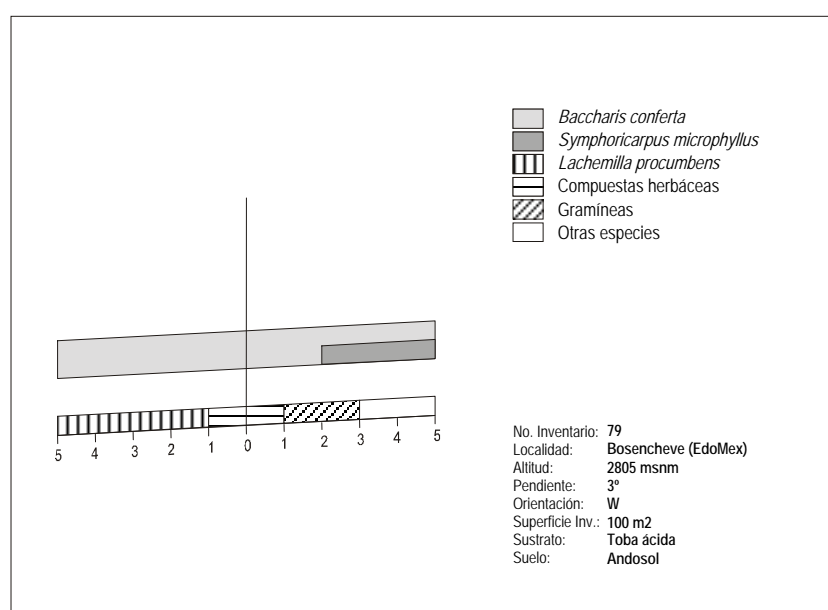 Baccharis conferta
Symphoricarpus microphyllus
Lachemilla procumbens
Compuestas herbáceas
Gramíneas
Otras especies
5 4 3 2 1 0 1 2 3 4 5
No. Inventario: 79
Localidad: Bosencheve (EdoMex)
Altitud: 2805 msnm
Pendiente: 3º
Orientación: W
Superficie Inv.: 100 m2
Sustrato: Toba ácida
Suelo: Andosol